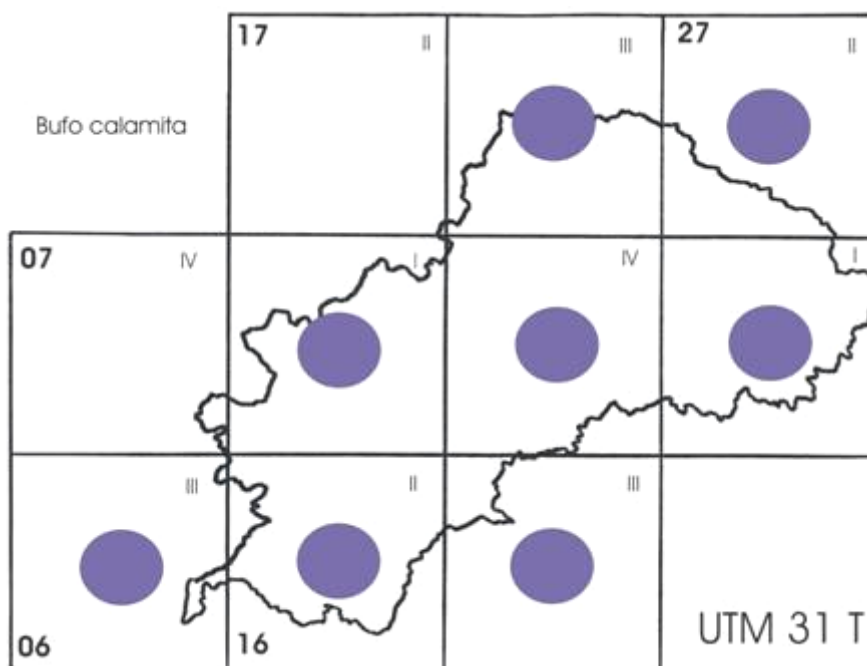 17 II III 27 II
Bufo calamita
07 IV I IV I
III II III
06 16 UTM 31 T